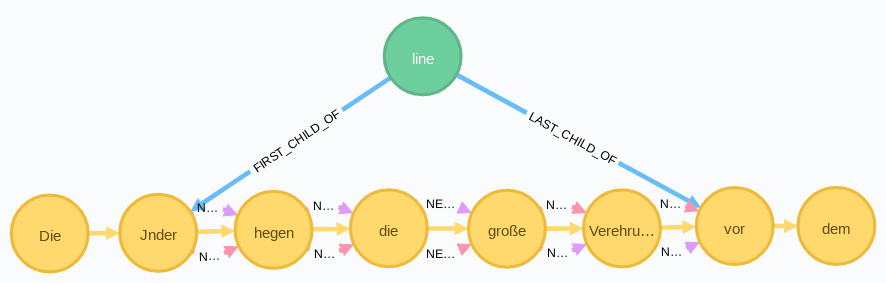 line
FIRST_CHILD_OF
LAST_CHILD_OF
N... N... NE... N... N...
Die Jnder hegen die große Verehru... vor dem
N... N... NE... N... N...